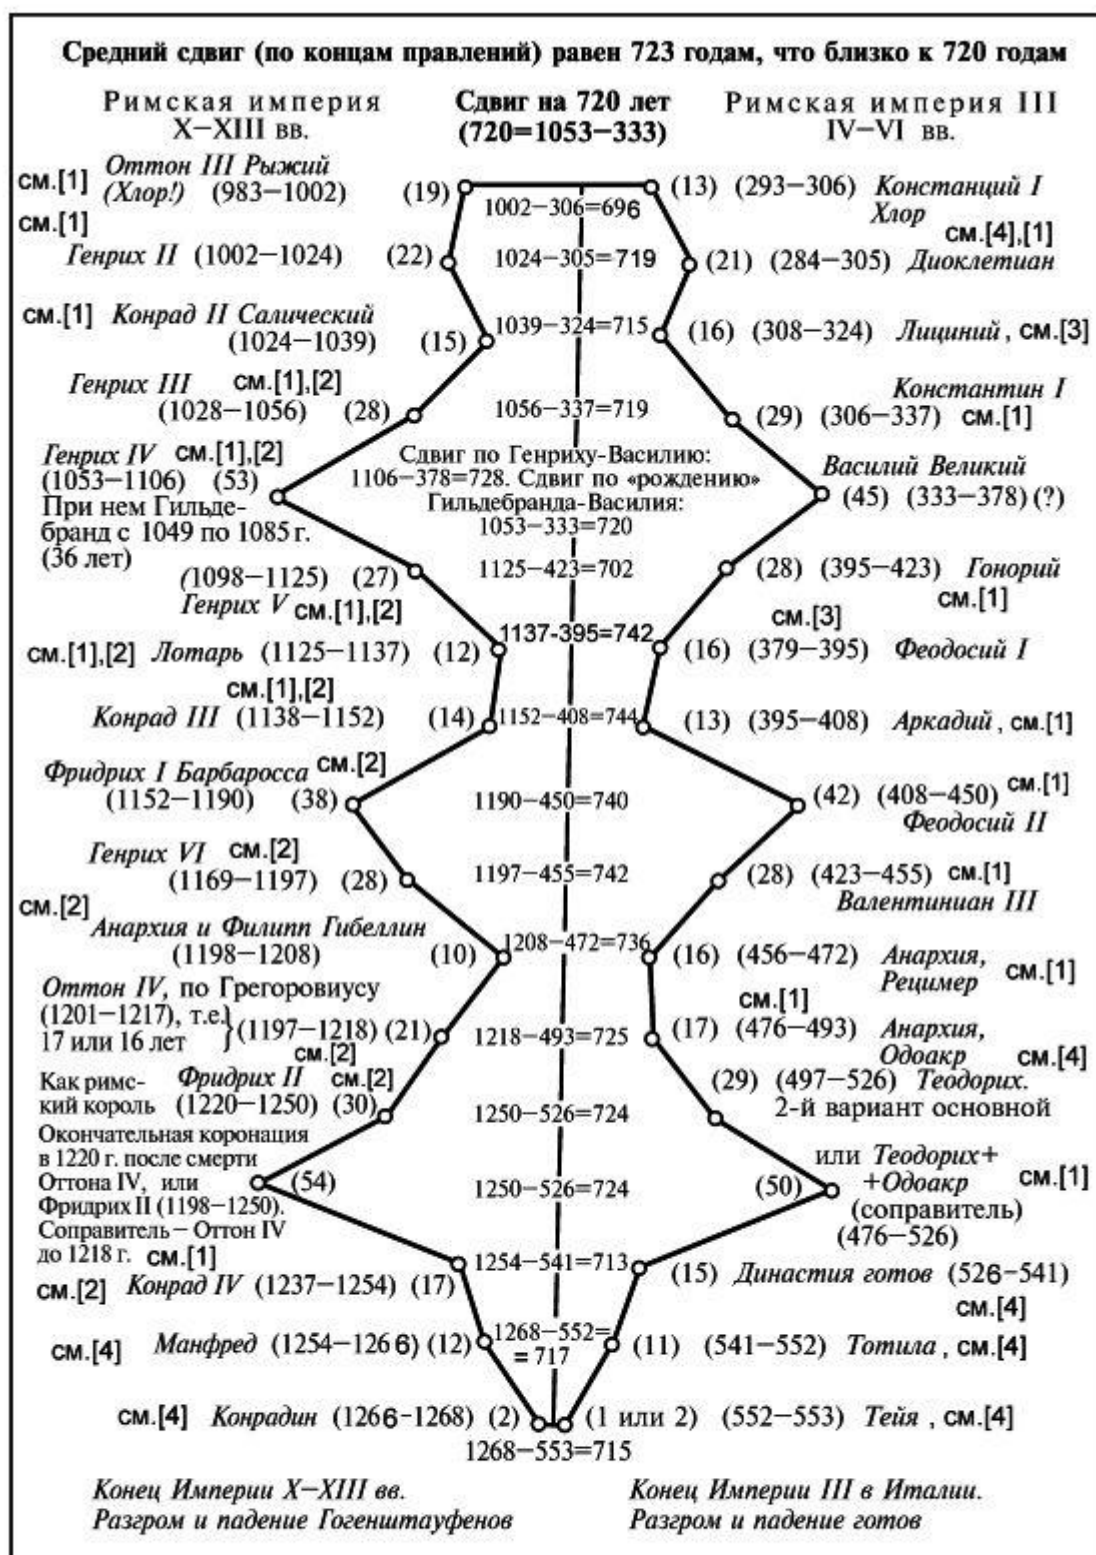 Средний сдвиг (по концам правлений) равен 723 годам, что близко к 720 годам
Римская империя
X–XIII вв.
Сдвиг на 720 лет
(720=1053–333)
Римская империя III
IV–VI вв.
Оттон III Рыжий
см.[1] (Хлор!) (983–1002) (19)
1002–306=696
(13) (293–306) Констанций I
Хлор
см.[1]
Генрих II (1002–1024) (22)
1024–305=719
см.[4],[1]
(21) (284–305) Диоклетиан
см.[1] Конрад II Салический
(1024–1039) (15)
1039–324=715
(16) (308–324) Лициний, см.[3]
Генрих III см.[1],[2]
(1028–1056) (28)
1056–337=719
Константин I
(29) (306–337) см.[1]
Генрих IV см.[1],[2]
(1053–1106) (53)
При нем Гильде-
бранд с 1049 по 1085 г.
(36 лет)
Сдвиг по Генриху-Василию:
1106–378=728. Сдвиг по «рождению»
Гильдебранда-Василия:
1053–333=720
Василий Великий
(45) (333–378) (?)
(1098–1125) (27)
Генрих V см.[1],[2]
1125–423=702
(28) (395–423) Гонорий
см.[1]
см.[1],[2] Лотарь (1125–1137) (12)
1137-395=742
см.[3]
(16) (379–395) Феодосий I
см.[1],[2]
Конрад III (1138–1152) (14)
1152–408=744
(13) (395–408) Аркадий, см.[1]
Фридрих I Барбаросса см.[2]
(1152–1190) (38)
1190–450=740
(42) (408–450) см.[1]
Феодосий II
Генрих VI см.[2]
(1169–1197) (28)
1197–455=742
(28) (423–455) см.[1]
Валентиниан III
см.[2]
Анархия и Филипп Гибеллин
(1198–1208) (10)
1208–472=736
(16) (456–472) Анархия,
Рецимер см.[1]
Оттон IV, по Грегоровиусу
(1201–1217), т.е.
17 или 16 лет } (1197–1218) (21)
см.[2]
1218–493=725
см.[1]
(17) (476–493) Анархия,
Одоакр см.[4]
Как римс- Фридрих II см.[2]
кий король (1220–1250) (30)
1250–526=724
(29) (497–526) Теодорих.
2-й вариант основной
Окончательная коронация
в 1220 г. после смерти
Оттона IV, или (54)
Фридрих II (1198–1250).
Соправитель – Оттон IV
до 1218 г. см.[1]
1250–526=724
или Теодорих+
(50) +Одоакр см.[1]
(соправитель)
(476–526)
см.[2] Конрад IV (1237–1254) (17)
1254–541=713
(15) Династия готов (526-541)
см.[4]
см.[4] Манфред (1254–1266) (12)
1268–552=
=717
(11) (541–552) Тотила, см.[4]
см.[4] Конрадин (1266-1268) (2)
(1 или 2) (552–553) Тейя, см.[4]
1268–553=715
Конец Империи X–XIII вв.
Разгром и падение Гогенштауфенов
Конец Империи III в Италии.
Разгром и падение готов